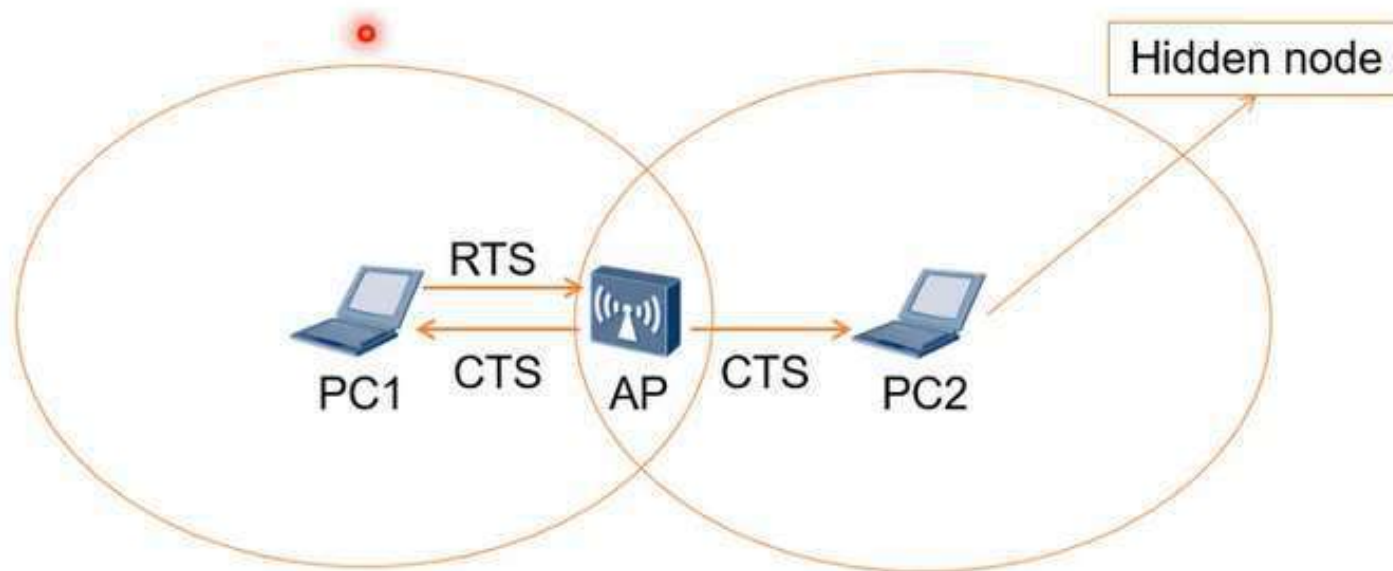 Hidden node
RTS
CTS
CTS
PC1
AP
PC2